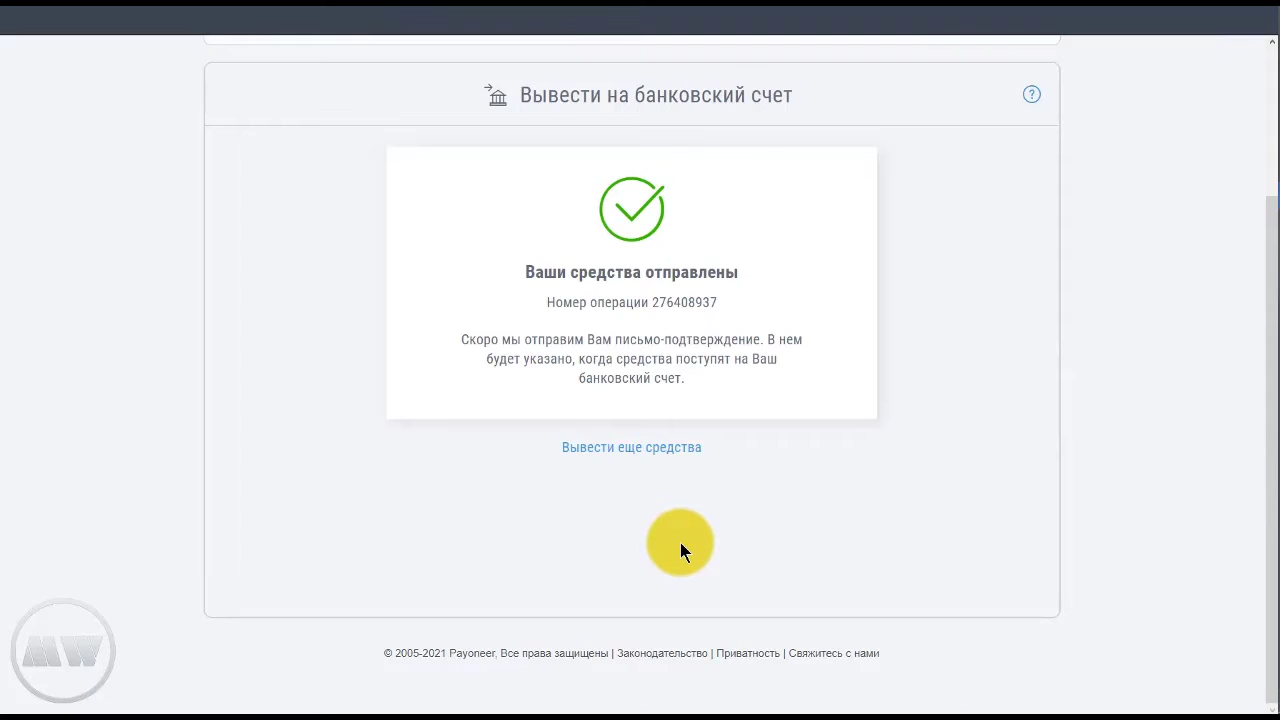 Вывести на банковский счет
?
Ваши средства отправлены
Номер операции 276408937
Скоро мы отправим Вам письмо-подтверждение. В нем
будет указано, когда средства поступят на Ваш
банковский счет.
Вывести еще средства
MW
© 2005-2021 Payoneer, Все права защищены | Законодательство | Приватность | Свяжитесь с нами